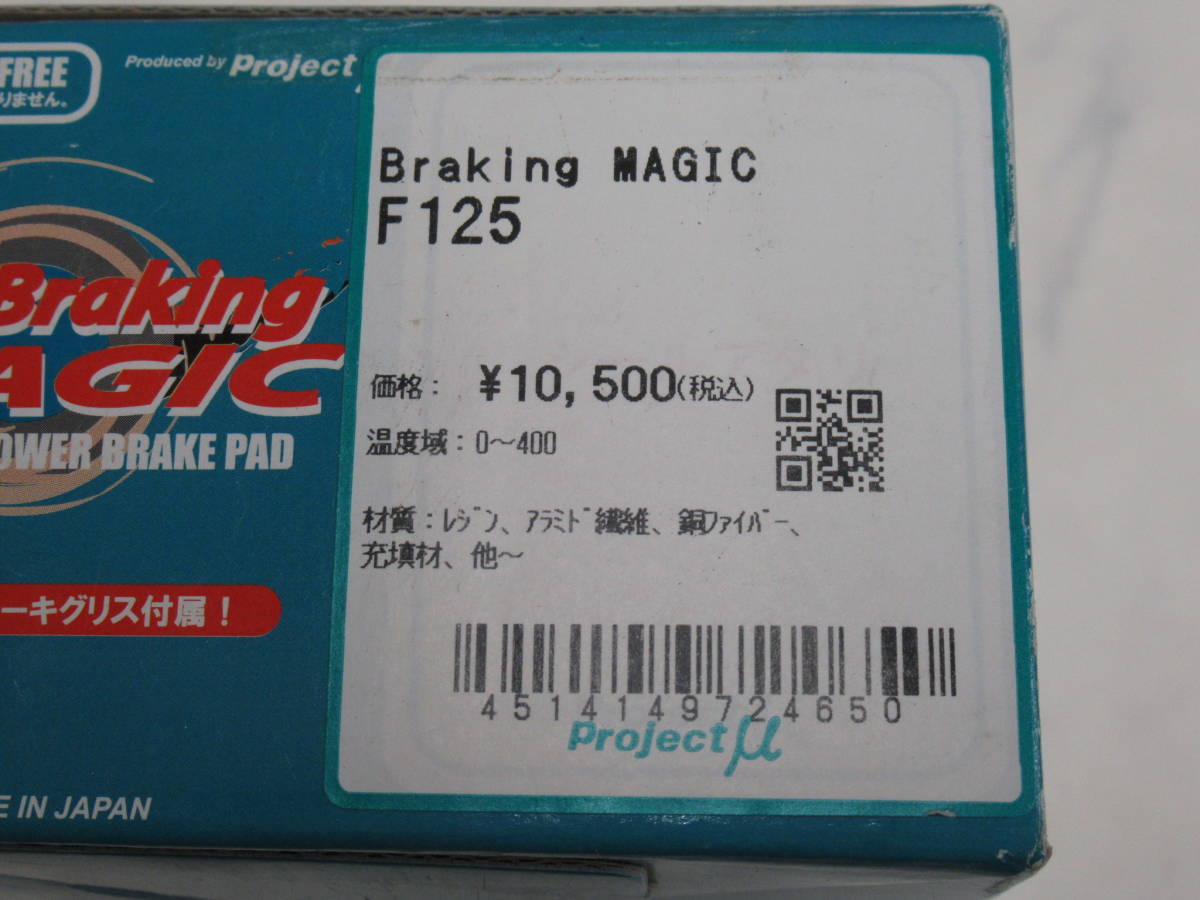 FREE
りません。
Produced by Project
Braking
AGIC
OWER BRAKE PAD
ーキグリス付属！
E IN JAPAN
Braking MAGIC
F125
価格： ¥10,500(税込)
温度域：0～400
材質：ﾚｼﾞﾝ、ｱﾗﾐﾄﾞ繊維、銅ﾌｧｲﾊﾞｰ、
充填材、他～
4514149724650
Project μ